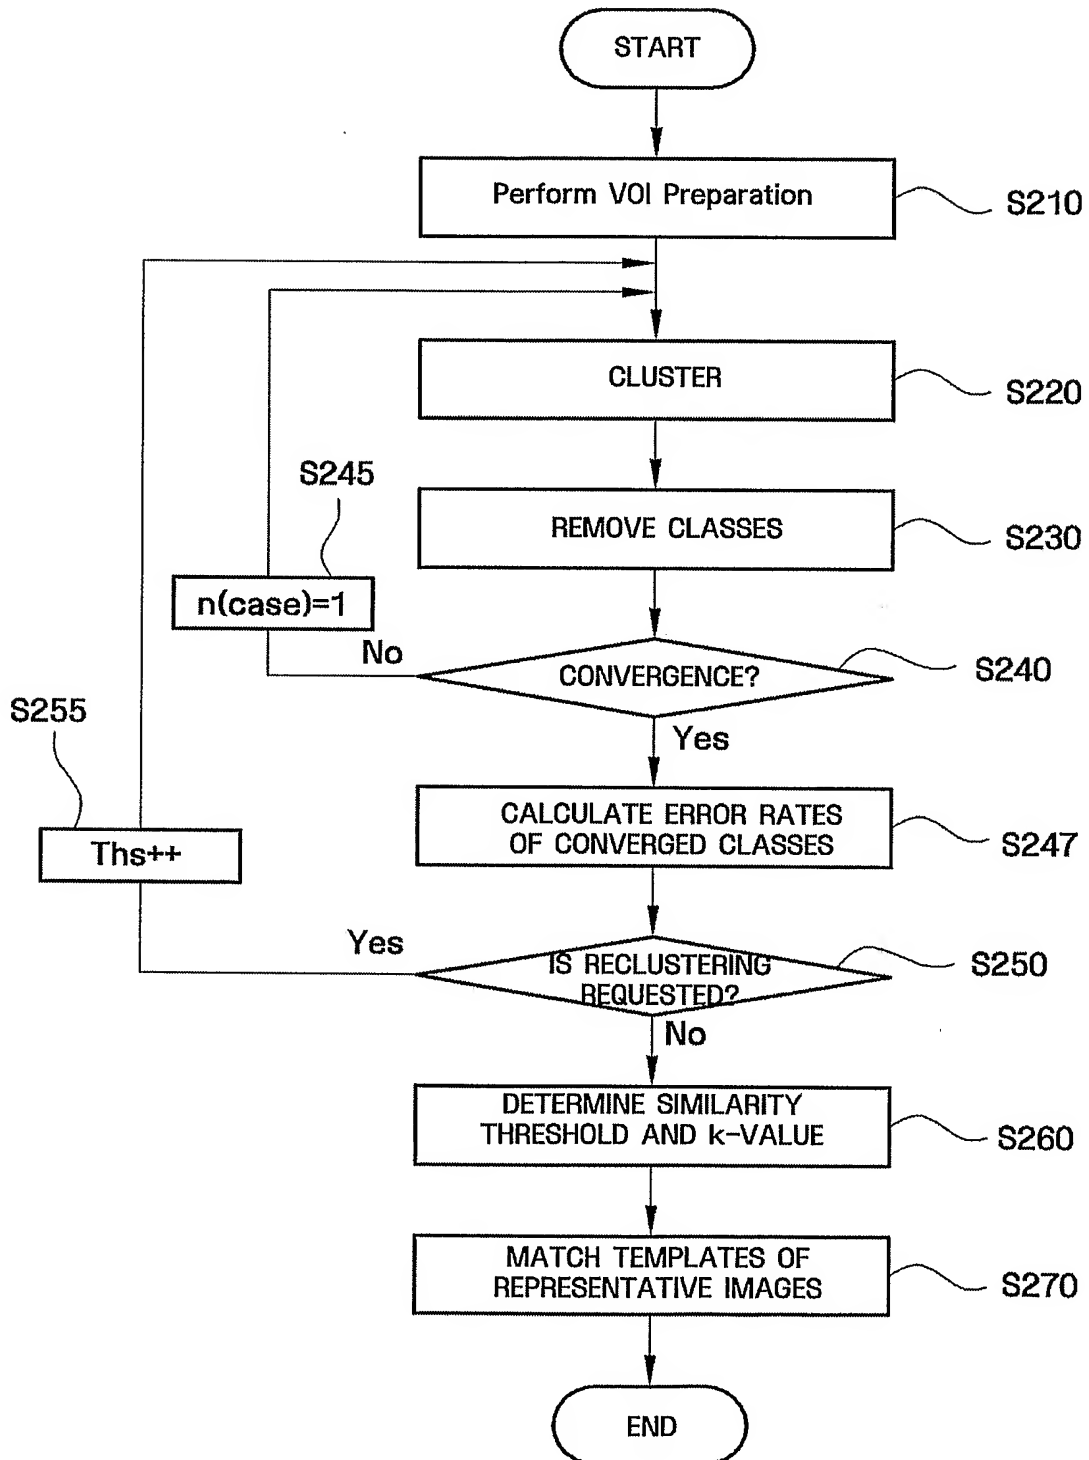 START
Perform VOI Preparation
S210
CLUSTER
S220
S245
REMOVE CLASSES
S230
n(case)=1
No
CONVERGENCE?
S240
S255
Yes
CALCULATE ERROR RATES
OF CONVERGED CLASSES
S247
Ths++
Yes
IS RECLUSTERING
REQUESTED?
S250
No
DETERMINE SIMILARITY
THRESHOLD AND k-VALUE
S260
MATCH TEMPLATES OF
REPRESENTATIVE IMAGES
S270
END